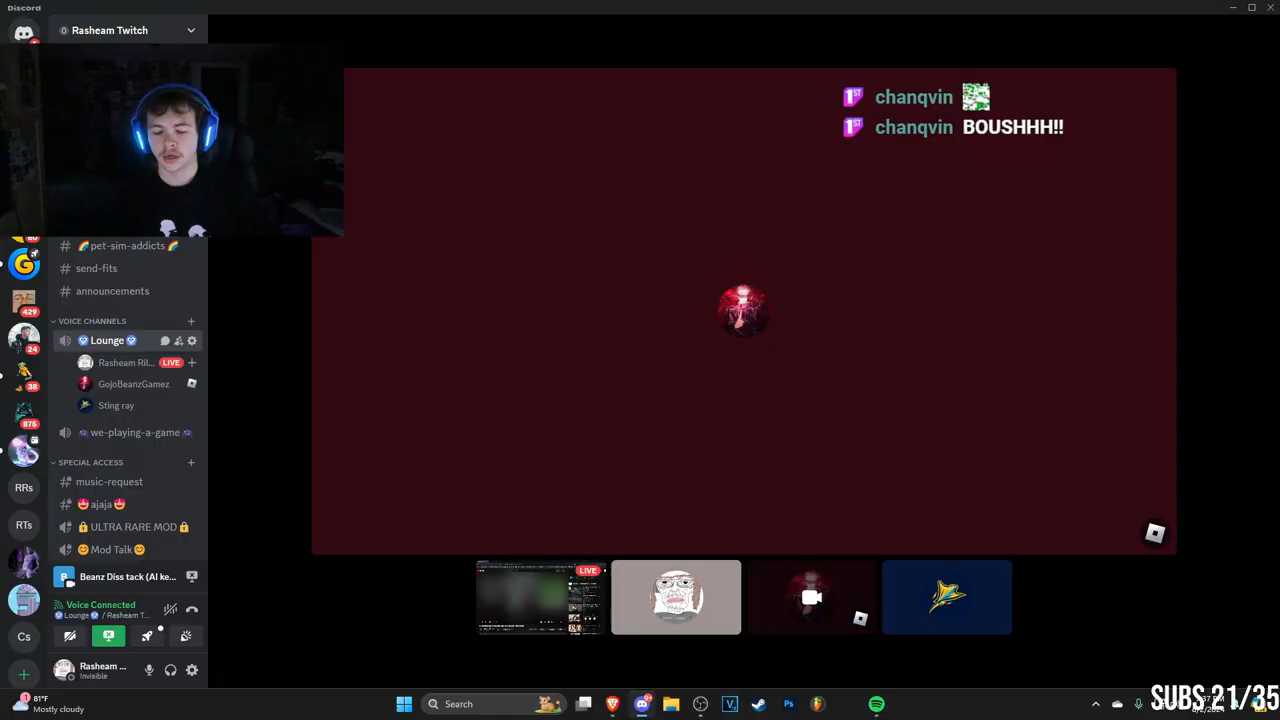 Discord
Rasheam Twitch
chanqvin
chanqvin BOUSHHH!!
60
# 🌈pet-sim-addicts🌈
# send-fits
# announcements
429
VOICE CHANNELS
Lounge
24
Rasheam Ril... LIVE
GojoBeanzGamez
38
Sting ray
875
we-playing-a-game
SPECIAL ACCESS
music-request
RRs
😍ajaja😍
RTs
🔒ULTRA RARE MOD🔒
😊Mod Talk😊
LIVE
Beanz Diss tack (AI ke...
Voice Connected
Lounge / Rasheam T...
Cs
Rasheam ...
Invisible
SUBS 21/35
81°F
Mostly cloudy
Search